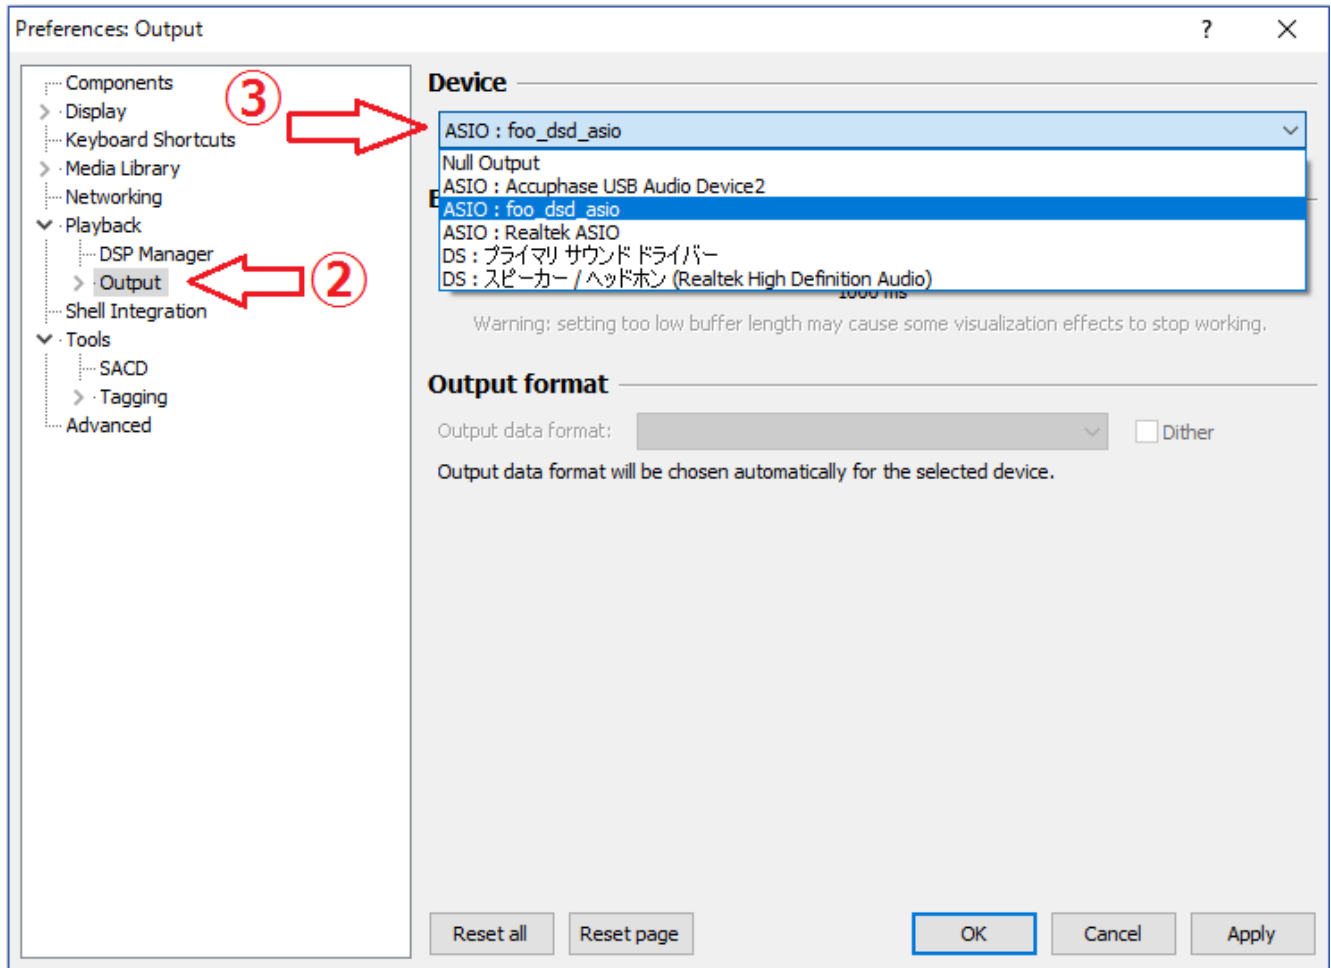 Preferences: Output
?
Components
Display
Keyboard Shortcuts
Media Library
Networking
Playback
DSP Manager
Output
Shell Integration
Tools
SACD
Tagging
Advanced
③
②
Device
ASIO : foo_dsd_asio
Null Output
ASIO : Accuphase USB Audio Device2
ASIO : foo_dsd_asio
ASIO : Realtek ASIO
DS : プライマリ サウンド ドライバー
DS : スピーカー / ヘッドホン (Realtek High Definition Audio)
1000 ms
Warning: setting too low buffer length may cause some visualization effects to stop working.
Output format
Output data format:
Dither
Output data format will be chosen automatically for the selected device.
Reset all
Reset page
OK
Cancel
Apply